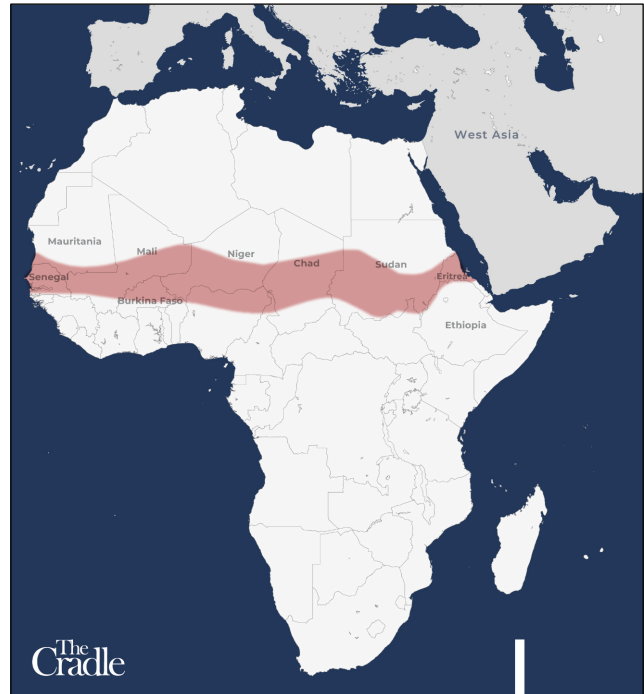 West Asia
Mauritania
Mali
Niger
Chad
Sudan
Senegal
Eritrea
Burkina Faso
Ethiopia
The
Cradle